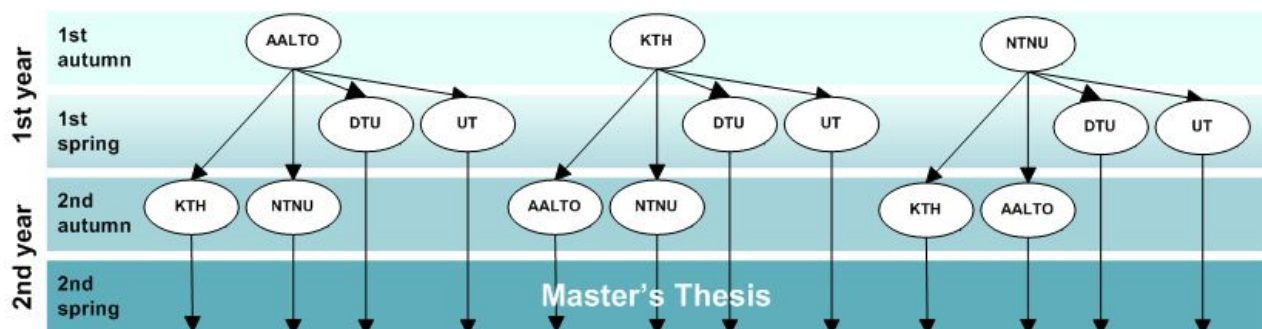 1st year
1st
autumn
AALTO
KTH
NTNU
1st
spring
DTU
UT
DTU
UT
DTU
UT
2nd year
2nd
autumn
KTH
NTNU
AALTO
NTNU
KTH
AALTO
2nd
spring
Master's Thesis